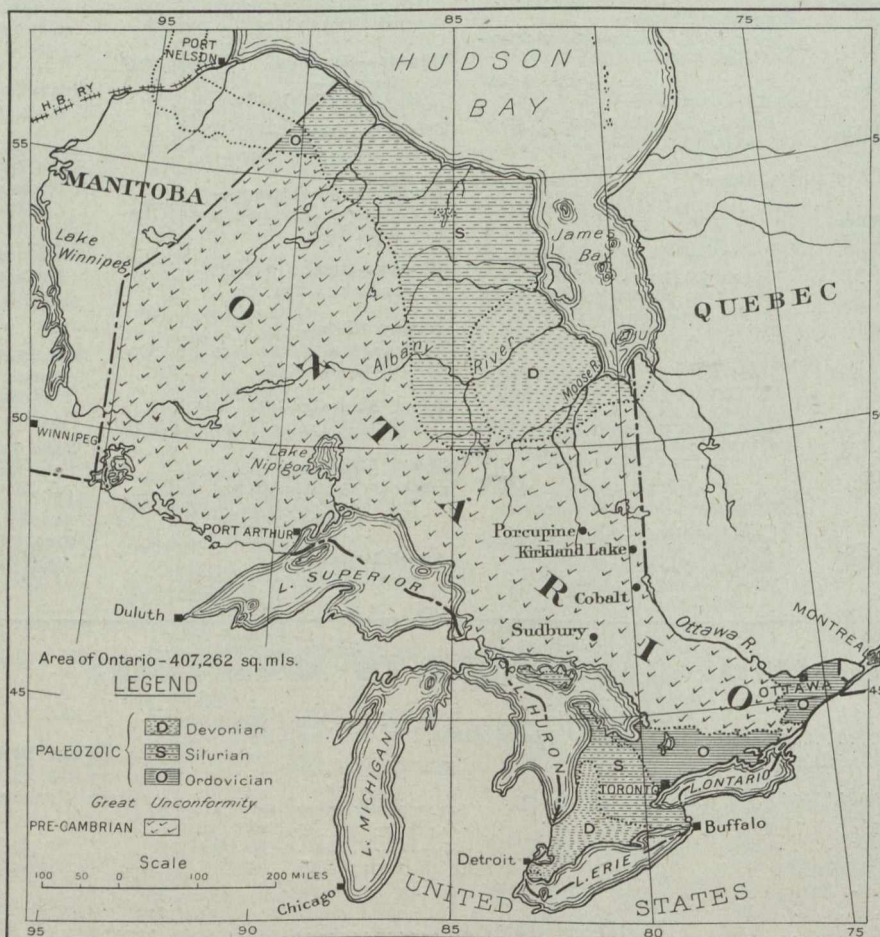 95
85
75
PORT
NELSON
HUDSON
BAY
H.B. RY
55
5
O
MANITOBA
Lake
Winnipeg
S
James
Bay
QUEBEC
ONTARIO
Albany River
D
Moose R.
50
5
WINNIPEG
Lake
Nipigon
PORT ARTHUR
Porcupine
Kirkland Lake
L. SUPERIOR
Cobalt
Duluth
Sudbury
Ottawa R.
MONTREAL
Area of Ontario – 407,262 sq. mls.
45
45
OTTAWA
O
LEGEND
PALEOZOIC
D Devonian
S Silurian
O Ordovician
Great Unconformity
PRE-CAMBRIAN
L. MICHIGAN
HURON
S
O
TORONTO
L. ONTARIO
D
Buffalo
Detroit
L. ERIE
Scale
100 50 0 100 200 MILES
Chicago
UNITED STATES
95
90
85
80
75